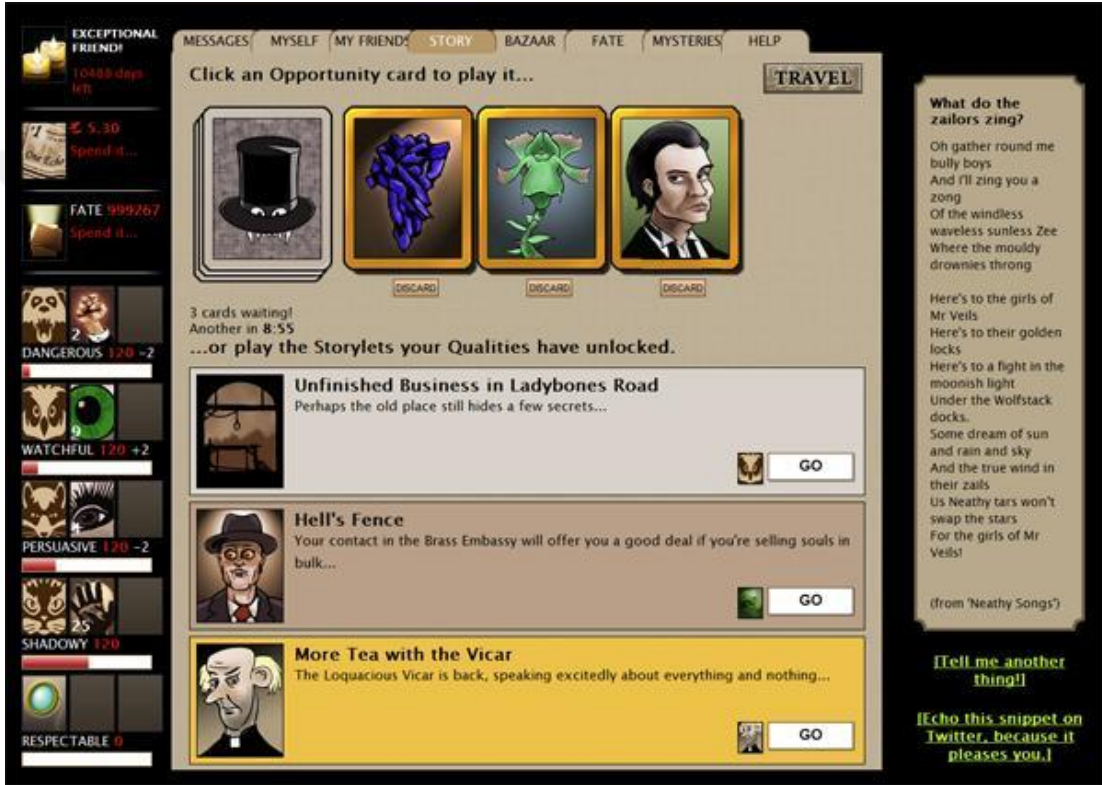 EXCEPTIONAL
FRIEND!
10488 days
left
5.30
Spend it...
FATE 999267
Spend it...
2
DANGEROUS 120 -2
9
WATCHFUL 120 +2
4
PERSUASIVE 120 -2
25
SHADOWY 120
RESPECTABLE 0
MESSAGES MYSELF MY FRIENDS STORY BAZAAR FATE MYSTERIES HELP
Click an Opportunity card to play it...
TRAVEL
DISCARD DISCARD DISCARD
3 cards waiting!
Another in 8:55
...or play the Storylets your Qualities have unlocked.
Unfinished Business in Ladybones Road
Perhaps the old place still hides a few secrets...
GO
Hell's Fence
Your contact in the Brass Embassy will offer you a good deal if you're selling souls in
bulk...
GO
More Tea with the Vicar
The Loquacious Vicar is back, speaking excitedly about everything and nothing...
GO
What do the
zailors zing?
Oh gather round me
bully boys
And I'll zing you a
zong
Of the windless
waveless sunless Zee
Where the mouldy
drownies throng
Here's to the girls of
Mr Veils
Here's to their golden
locks
Here's to a fight in the
moonish light
Under the Wolfstack
docks.
Some dream of sun
and rain and sky
And the true wind in
their zails
Us Neathy tars won't
swap the stars
For the girls of Mr
Veils!
(from 'Neathy Songs')
[Tell me another
thing!]
[Echo this snippet on
Twitter, because it
pleases you.]